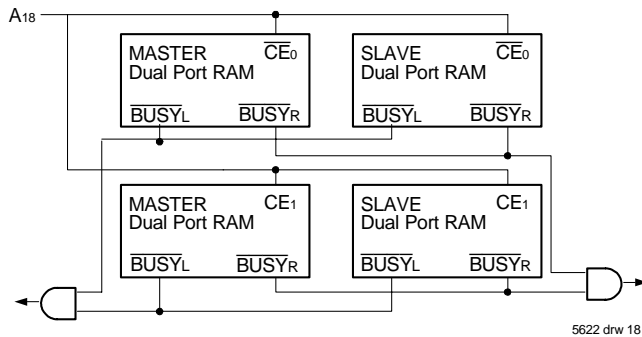 A18
MASTER CE0
Dual Port RAM
BUSYL BUSYR
SLAVE CE0
Dual Port RAM
BUSYL BUSYR
MASTER CE1
Dual Port RAM
BUSYL BUSYR
SLAVE CE1
Dual Port RAM
BUSYL BUSYR
5622 drw 18